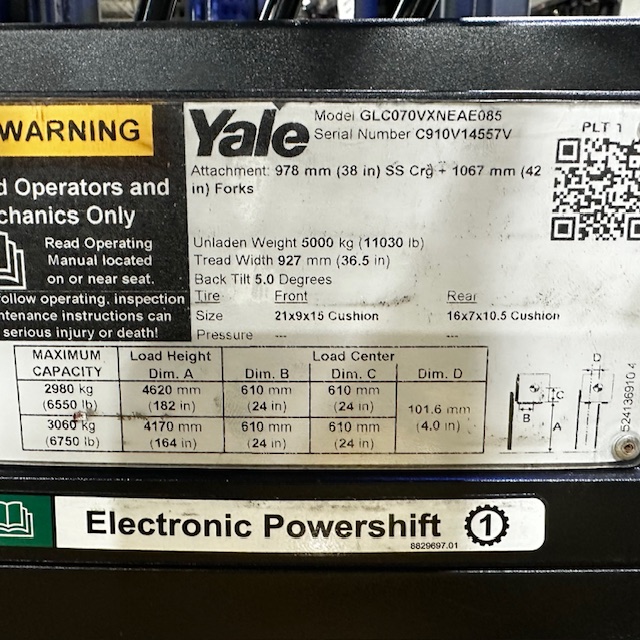 WARNING
d Operators and
chanics Only
Read Operating
Manual located
on or near seat.
follow operating, inspection
ntenance instructions can
serious injury or death!
Yale
Model GLC070VXNEAE085
Serial Number C910V14557V
Attachment: 978 mm (38 in) SS Crg + 1067 mm (42
in) Forks
Unladen Weight 5000 kg (11030 lb)
Tread Width 927 mm (36.5 in)
Back Tilt 5.0 Degrees
Tire Front Rear
Size 21x9x15 Cushion 16x7x10.5 Cushion
Pressure --- ---
PLT 1
MAXIMUM CAPACITY Load Height Load Center
Dim. A Dim. B Dim. C Dim. D
2980 kg 4620 mm 610 mm 610 mm
(6550 lb) (182 in) (24 in) (24 in)
101.6 mm
(4.0 in)
3060 kg 4170 mm 610 mm 610 mm
(6750 lb) (164 in) (24 in) (24 in)
B
C
A
D
524136910-4
Electronic Powershift 1
8829697.01